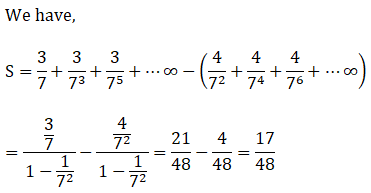 We have,
S = 3/7 + 3/7³ + 3/7⁵ + ⋯ ∞ − (4/7² + 4/7⁴ + 4/7⁶ + ⋯ ∞)
= (3/7)/(1 − 1/7²) − (4/7²)/(1 − 1/7²) = 21/48 − 4/48 = 17/48